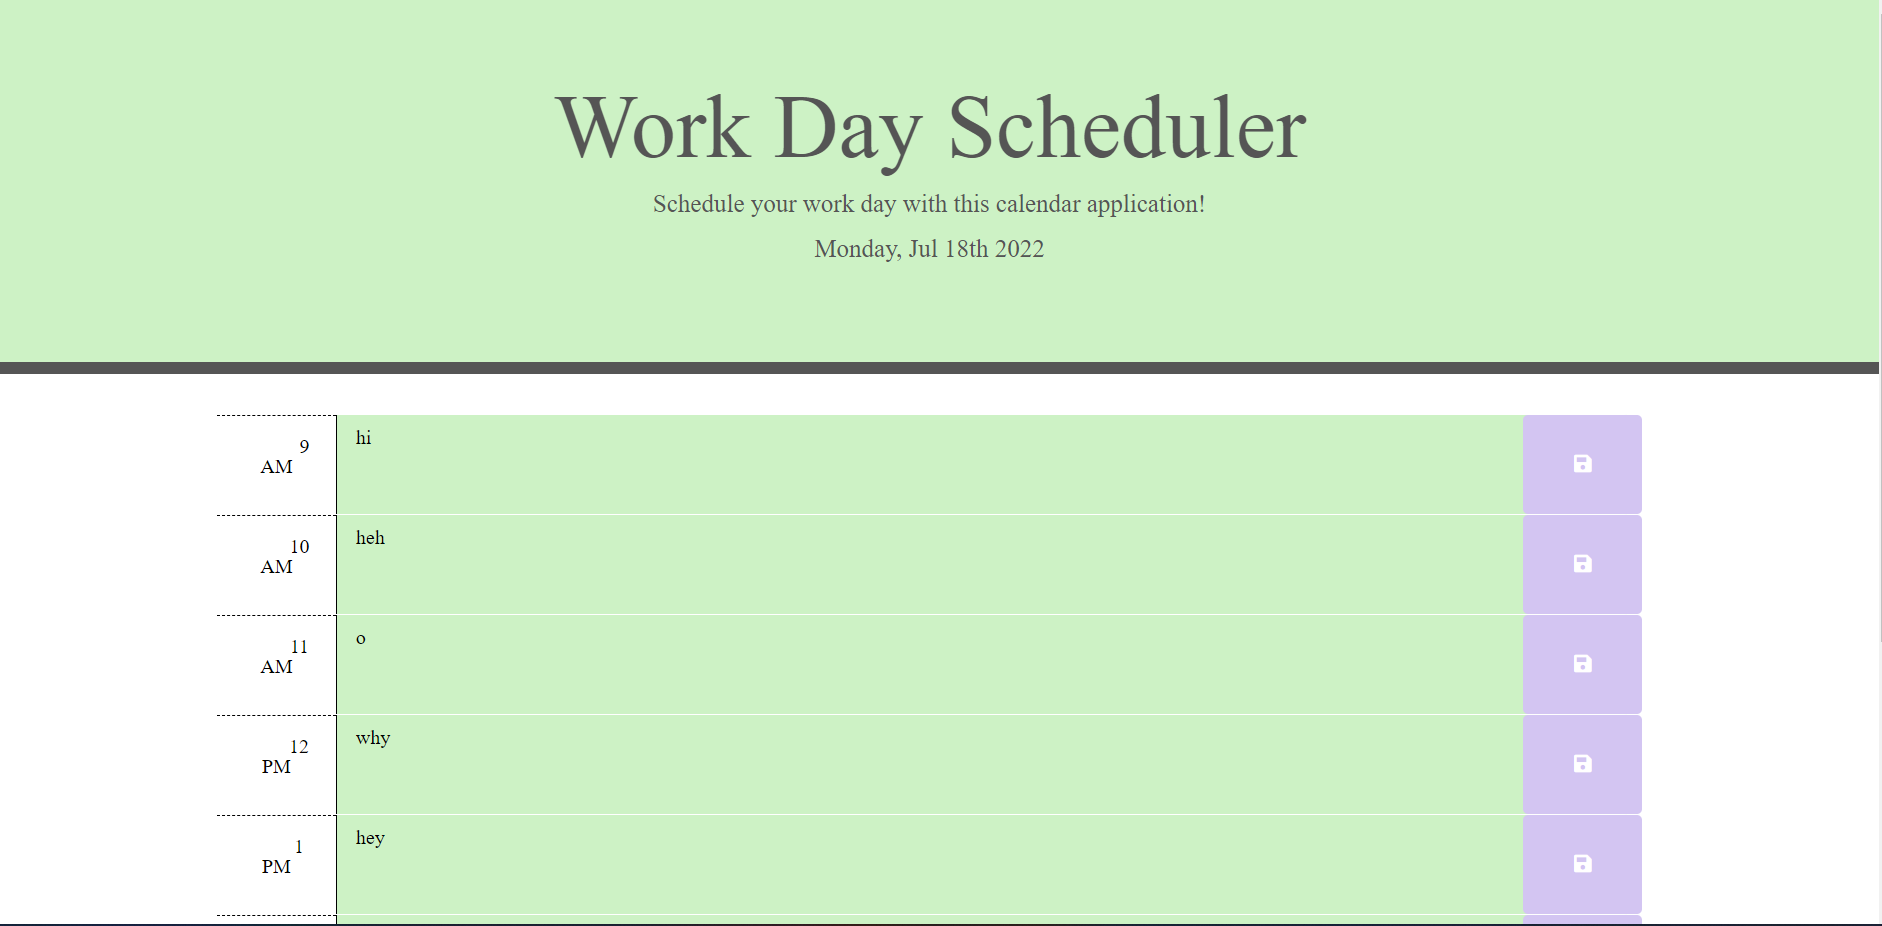 Work Day Scheduler
Schedule your work day with this calendar application!
Monday, Jul 18th 2022
9
AM
hi
10
AM
heh
11
AM
o
12
PM
why
1
PM
hey